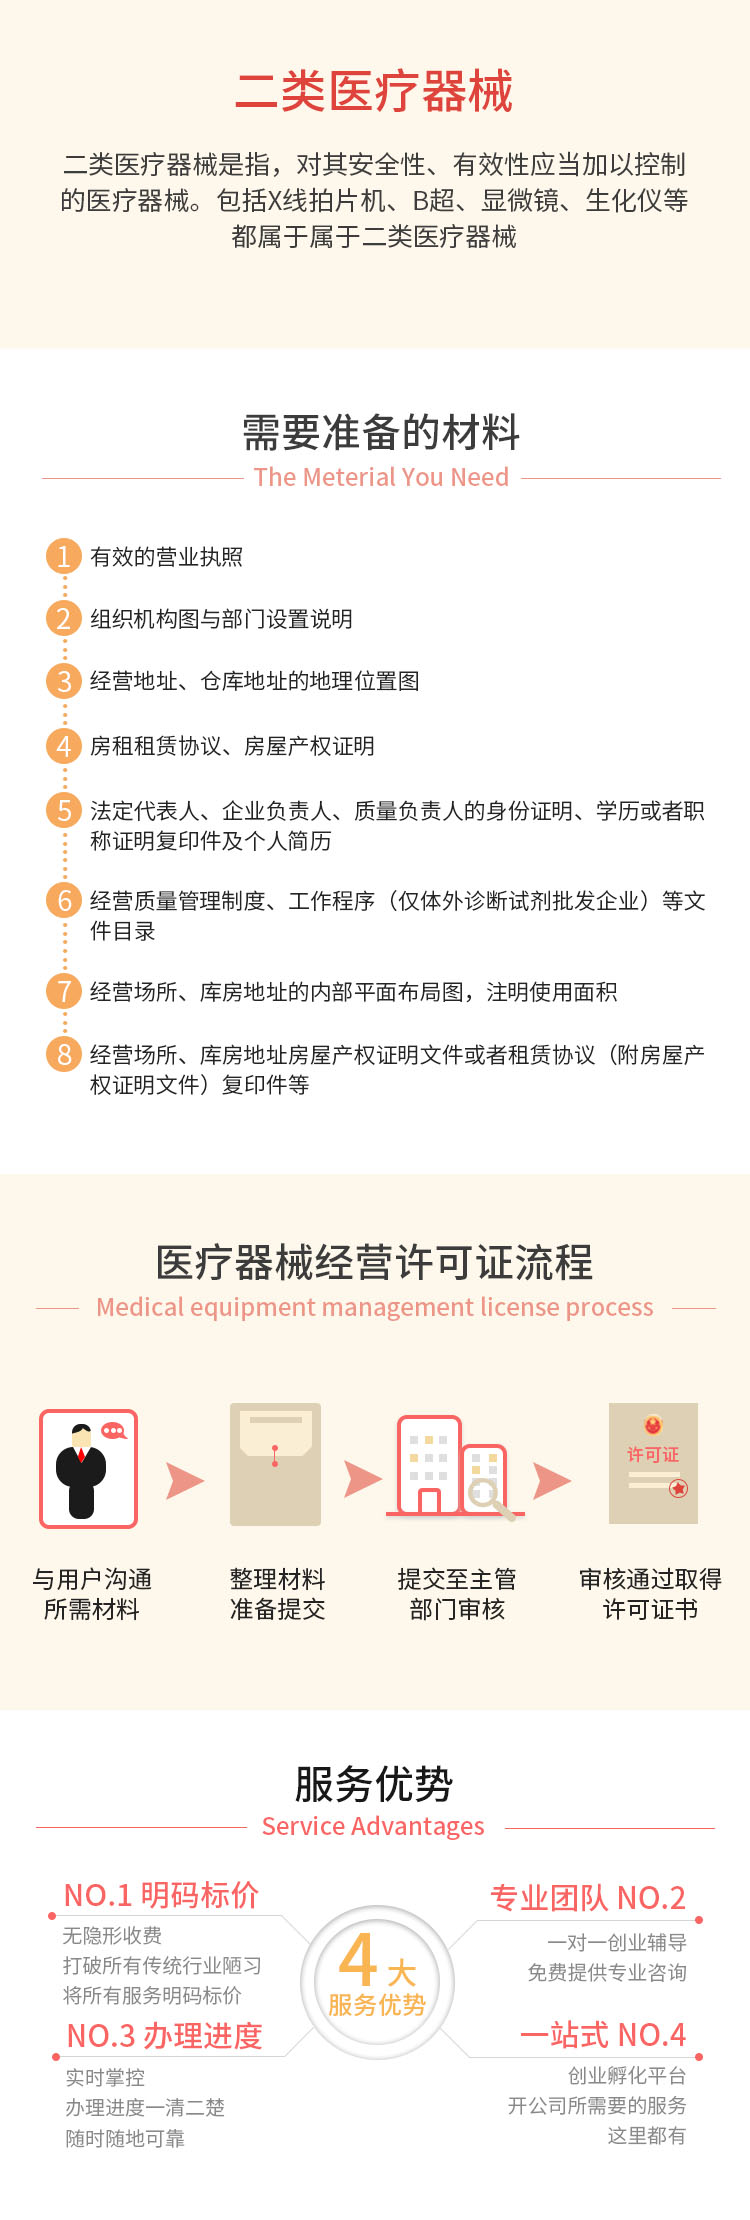 二类医疗器械
二类医疗器械是指，对其安全性、有效性应当加以控制
的医疗器械。包括X线拍片机、B超、显微镜、生化仪等
都属于属于二类医疗器械
需要准备的材料
The Meterial You Need
1 有效的营业执照
2 组织机构图与部门设置说明
3 经营地址、仓库地址的地理位置图
4 房租租赁协议、房屋产权证明
5 法定代表人、企业负责人、质量负责人的身份证明、学历或者职
称证明复印件及个人简历
6 经营质量管理制度、工作程序（仅体外诊断试剂批发企业）等文
件目录
7 经营场所、库房地址的内部平面布局图，注明使用面积
8 经营场所、库房地址房屋产权证明文件或者租赁协议（附房屋产
权证明文件）复印件等
医疗器械经营许可证流程
Medical equipment management license process
许可证
与用户沟通
所需材料
整理材料
准备提交
提交至主管
部门审核
审核通过取得
许可证书
服务优势
Service Advantages
NO.1 明码标价
无隐形收费
打破所有传统行业陋习
将所有服务明码标价
专业团队 NO.2
一对一创业辅导
免费提供专业咨询
4大
服务优势
NO.3 办理进度
实时掌控
办理进度一清二楚
随时随地可靠
一站式 NO.4
创业孵化平台
开公司所需要的服务
这里都有